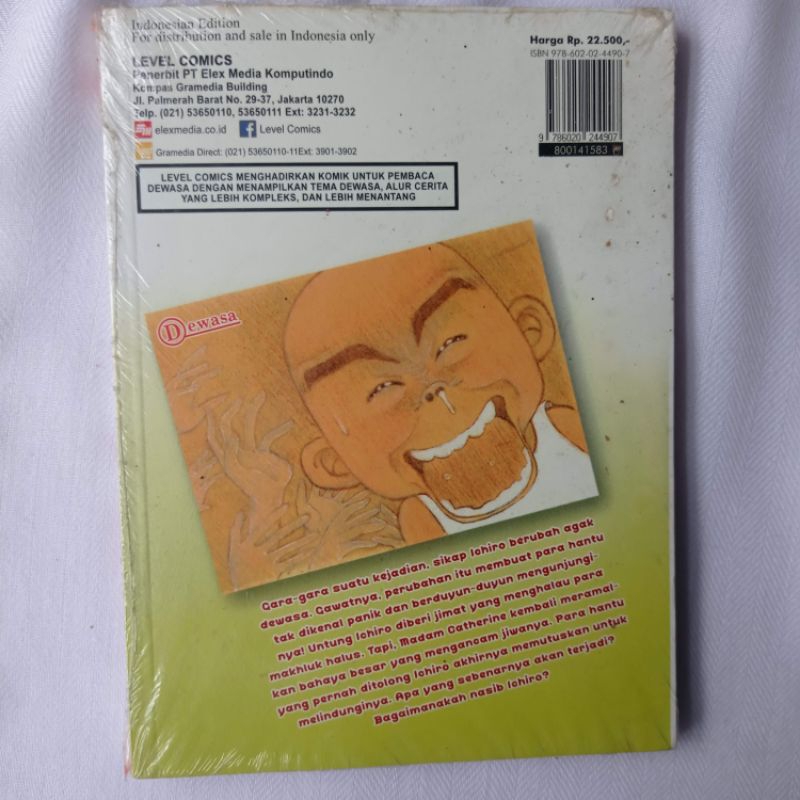 Indonesian Edition
For distribution and sale in Indonesia only
LEVEL COMICS
Penerbit PT Elex Media Komputindo
Kompas Gramedia Building
Jl. Palmerah Barat No. 29-37, Jakarta 10270
Telp. (021) 53650110, 53650111 Ext: 3231-3232
elexmedia.co.id Level Comics
Gramedia Direct: (021) 53650110-11Ext: 3901-3902
Harga Rp. 22.500,-
ISBN 978-602-02-4490-7
9 786020 244907
800141583
LEVEL COMICS MENGHADIRKAN KOMIK UNTUK PEMBACA
DEWASA DENGAN MENAMPILKAN TEMA DEWASA, ALUR CERITA
YANG LEBIH KOMPLEKS, DAN LEBIH MENANTANG
Dewasa
Gara-gara suatu kejadian, sikap Iohiro berubah agak
dewasa. Gawatnya, perubahan itu membuat para hantu
tak dikenal panik dan berduyun-duyun mengunjungi-
nya! Untung Iohiro diberi jimat yang menghalau para
makhluk halus. Tapi, Madam Catherine kembali meramal-
kan bahaya besar yang mengancam jiwanya. Para hantu
yang pernah ditolong Iohiro akhirnya memutuskan untuk
melindunginya. Apa yang sebenarnya akan terjadi?
Bagaimanakah nasib Iohiro?